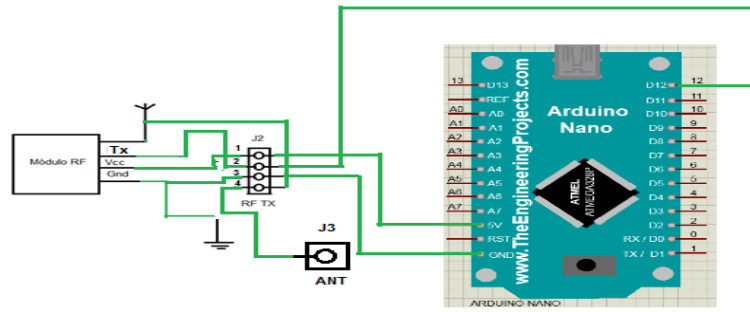 Módulo RF
Tx
Vcc
Gnd
J2
1
2
3
4
RF TX
J3
ANT
13
D13
REF
A0
A0
A1
A1
A2
A2
A3
A3
A4
A4
A5
A5
A6
A6
A7
A7
5V
RST
GND
www.TheEngineeringProjects.com
Arduino
Nano
ATMEL
ATMEGA328P
D12
12
D11
11
D10
10
D9
9
D8
8
D7
7
D6
6
D5
5
D4
4
D3
3
D2
2
RX / D0
0
TX / D1
1
ARDUINO NANO